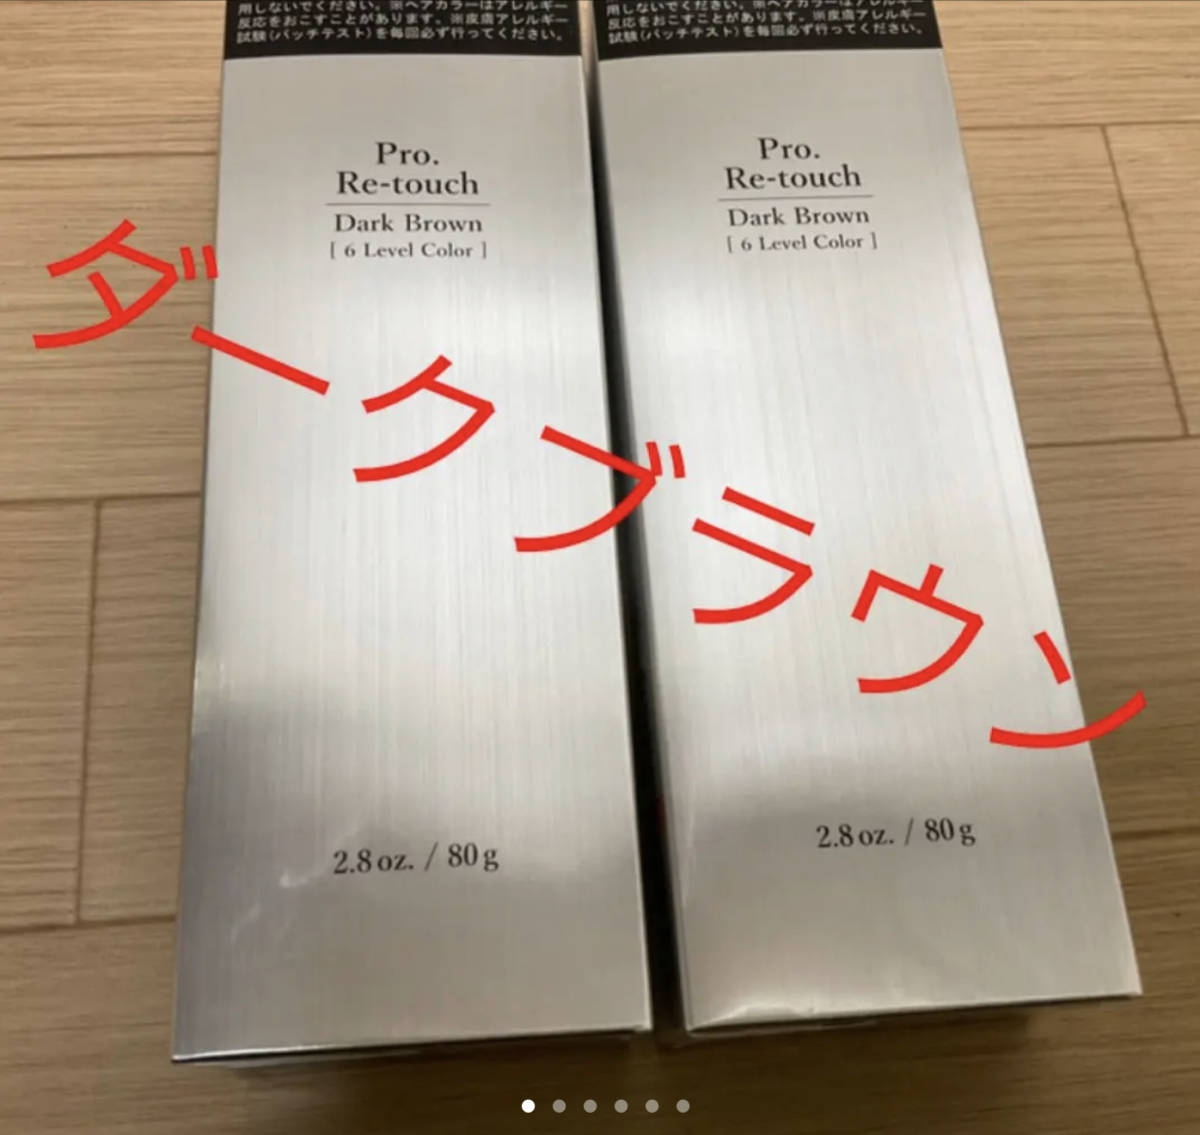 用しないでください。※ヘアカラーはアレルギー
反応をおこすことがあります。※皮膚アレルギー
試験(パッチテスト)を毎回必ず行ってください。
Pro.
Re-touch
Dark Brown
[ 6 Level Color ]
2.8 oz. / 80 g
用しないでください。※ヘアカラーはアレルギー
反応をおこすことがあります。※皮膚アレルギー
試験(パッチテスト)を毎回必ず行ってください。
Pro.
Re-touch
Dark Brown
[ 6 Level Color ]
2.8 oz. / 80 g
ダークブラウン